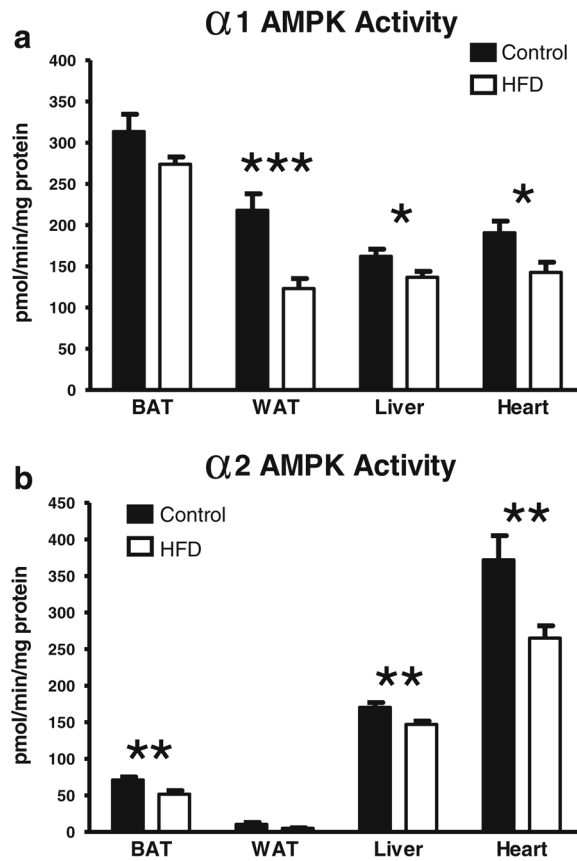 a
α1 AMPK Activity
Control
HFD
pmol/min/mg protein
400
350
300
250
200
150
100
50
0
***
*
*
BAT WAT Liver Heart
b
α2 AMPK Activity
Control
HFD
pmol/min/mg protein
450
400
350
300
250
200
150
100
50
0
**
**
**
BAT WAT Liver Heart